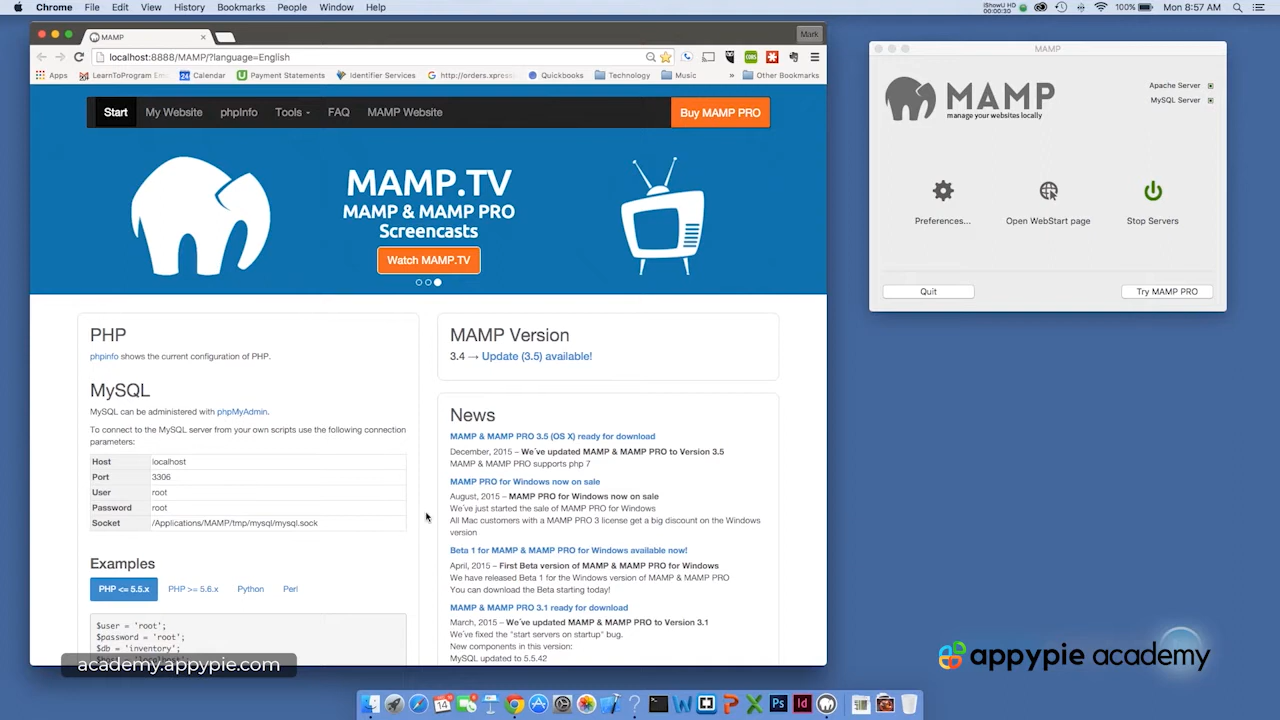 Chrome File Edit View History Bookmarks People Window Help
iShowU HD
00:00:30
100% Mon 8:57 AM
MAMP
Mark
localhost:8888/MAMP/?language=English
Apps LearnToProgram Em Calendar Payment Statements Identifier Services http://orders.xpress Quickbooks Technology Music » Other Bookmarks
Start My Website phpInfo Tools FAQ MAMP Website Buy MAMP PRO
MAMP.TV
MAMP & MAMP PRO
Screencasts
Watch MAMP.TV
PHP
phpinfo shows the current configuration of PHP.
MySQL
MySQL can be administered with phpMyAdmin.
To connect to the MySQL server from your own scripts use the following connection
parameters:
Host localhost
Port 3306
User root
Password root
Socket /Applications/MAMP/tmp/mysql/mysql.sock
Examples
PHP <= 5.5.x PHP >= 5.6.x Python Perl
$user = 'root';
$password = 'root';
$db = 'inventory';
MAMP Version
3.4 → Update (3.5) available!
News
MAMP & MAMP PRO 3.5 (OS X) ready for download
December, 2015 – We´ve updated MAMP & MAMP PRO to Version 3.5
MAMP & MAMP PRO supports php 7
MAMP PRO for Windows now on sale
August, 2015 – MAMP PRO for Windows now on sale
We´ve just started the sale of MAMP PRO for Windows
All Mac customers with a MAMP PRO 3 license get a big discount on the Windows
version
Beta 1 for MAMP & MAMP PRO for Windows available now!
April, 2015 – First Beta version of MAMP & MAMP PRO for Windows
We have released Beta 1 for the Windows version of MAMP & MAMP PRO
You can download the Beta starting today!
MAMP & MAMP PRO 3.1 ready for download
March, 2015 – We´ve updated MAMP & MAMP PRO to Version 3.1
We´ve fixed the "start servers on startup" bug.
New components in this version:
MySQL updated to 5.5.42
MAMP
MAMP
manage your websites locally
Apache Server
MySQL Server
Preferences... Open WebStart page Stop Servers
Quit Try MAMP PRO
academy.appypie.com
appypie academy